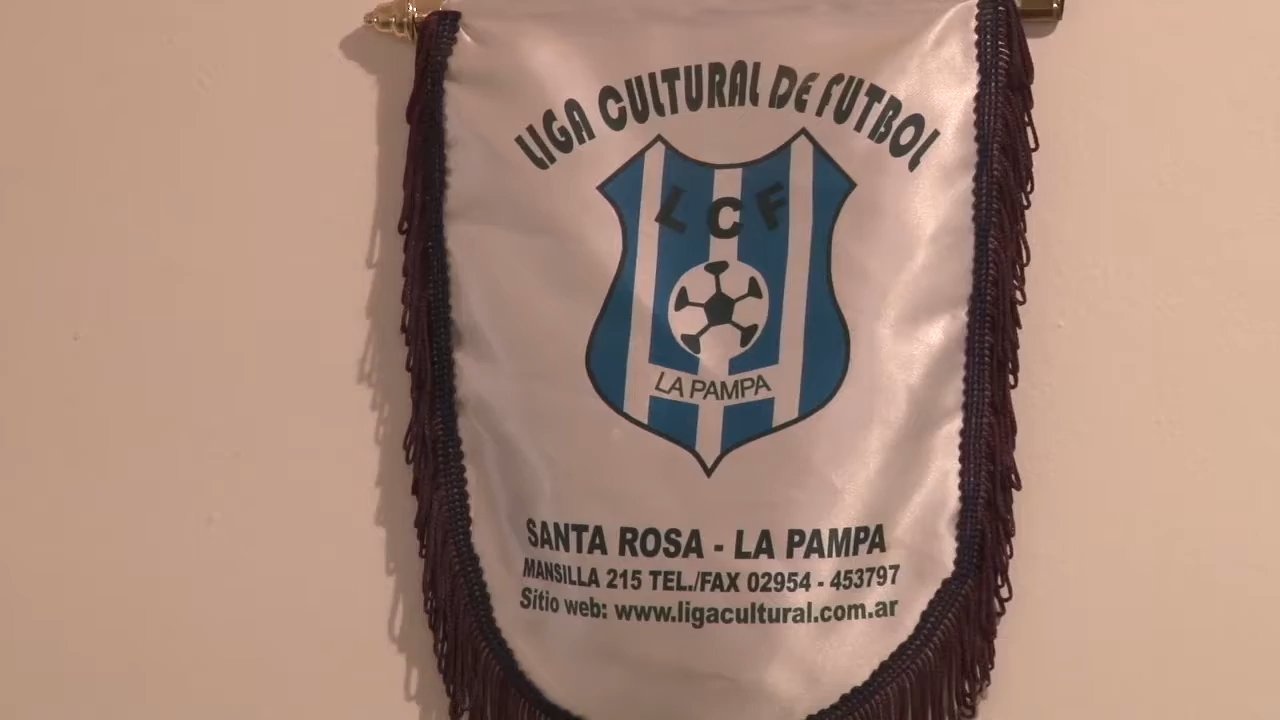 LIGA CULTURAL DE FUTBOL
L C F
LA PAMPA
SANTA ROSA - LA PAMPA
MANSILLA 215 TEL./FAX 02954 - 453797
Sitio web: www.ligacultural.com.ar